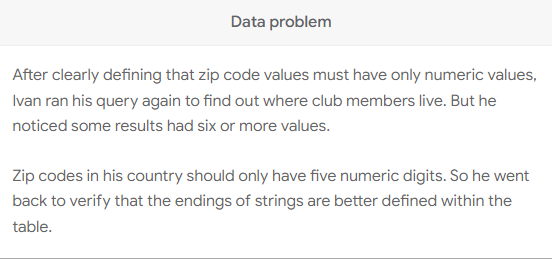 Data problem
After clearly defining that zip code values must have only numeric values,
Ivan ran his query again to find out where club members live. But he
noticed some results had six or more values.
Zip codes in his country should only have five numeric digits. So he went
back to verify that the endings of strings are better defined within the
table.